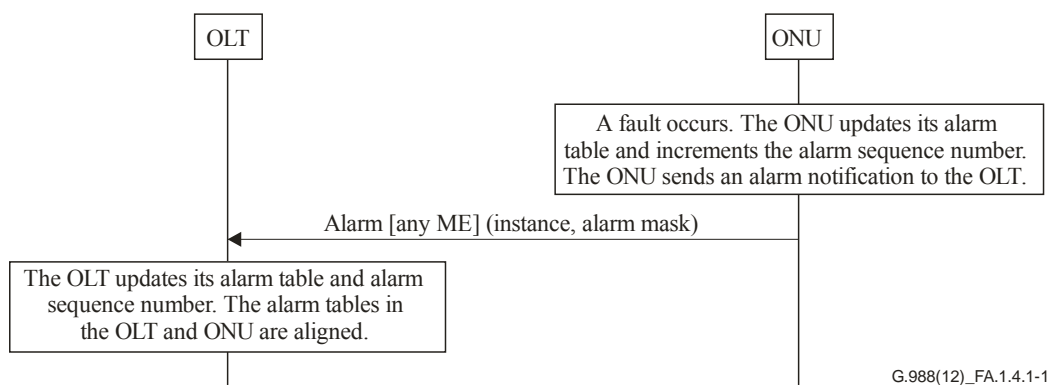 OLT
ONU
A fault occurs. The ONU updates its alarm
table and increments the alarm sequence number.
The ONU sends an alarm notification to the OLT.
Alarm [any ME] (instance, alarm mask)
The OLT updates its alarm table and alarm
sequence number. The alarm tables in
the OLT and ONU are aligned.
G.988(12)_FA.1.4.1-1